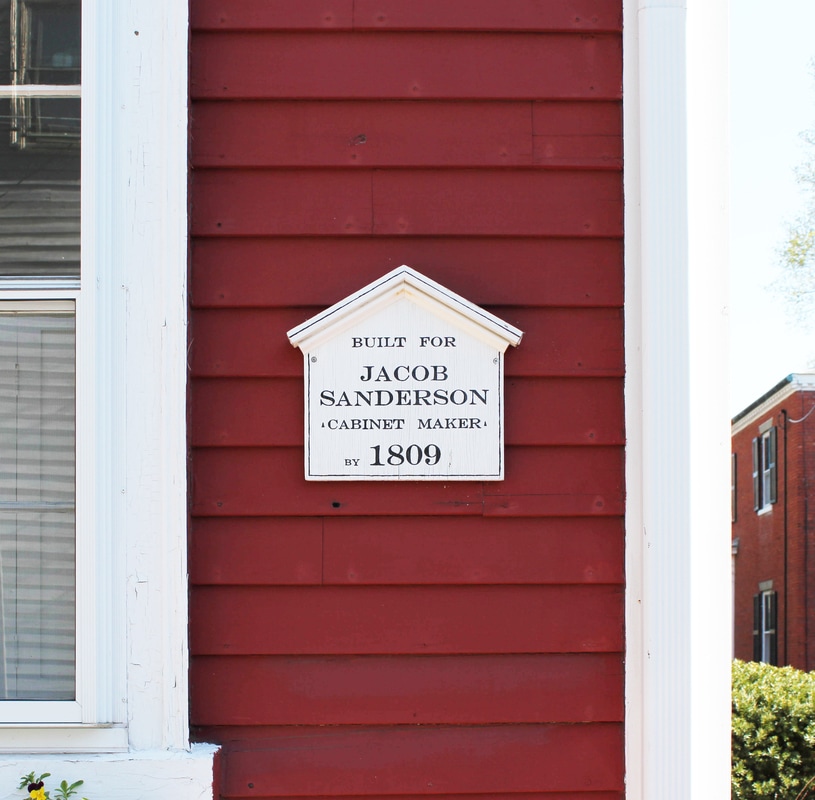 BUILT FOR
JACOB
SANDERSON
CABINET MAKER
BY 1809